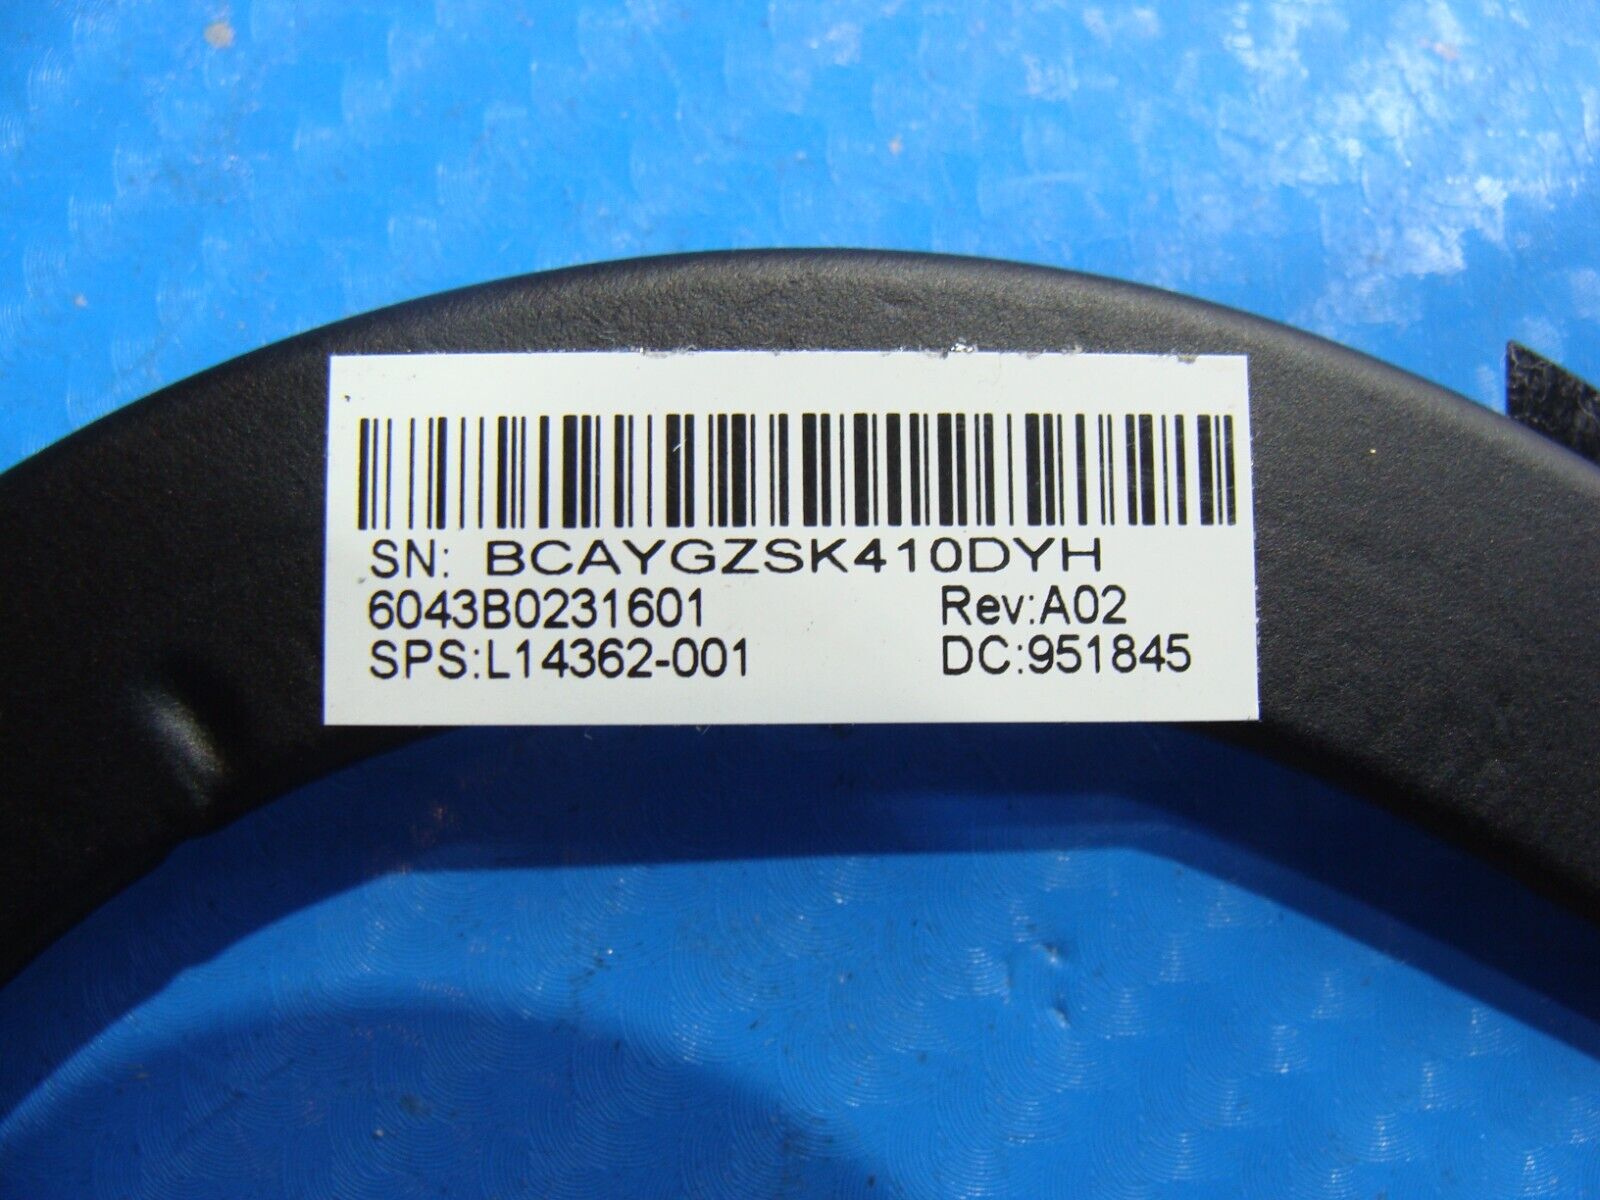 SN: BCAYGZSK410DYH
6043B0231601 Rev:A02
SPS:L14362-001 DC:951845